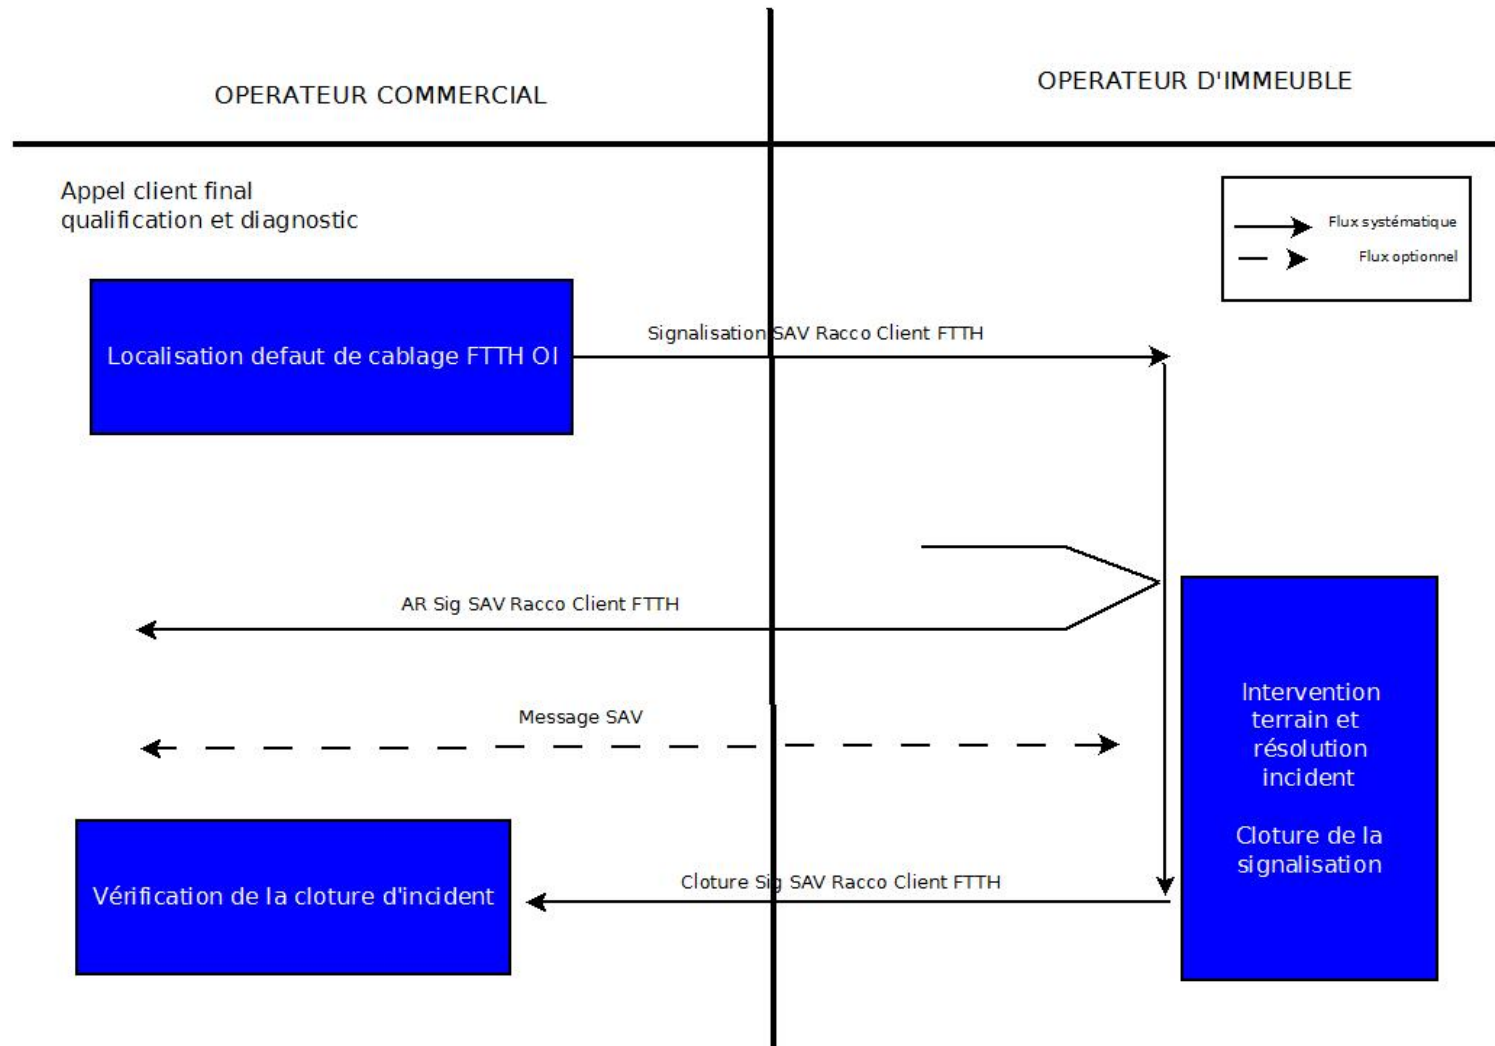 OPERATEUR COMMERCIAL
OPERATEUR D'IMMEUBLE
Appel client final
qualification et diagnostic
Flux systématique
Flux optionnel
Localisation defaut de cablage FTTH OI
Signalisation SAV Racco Client FTTH
AR Sig SAV Racco Client FTTH
Message SAV
Intervention
terrain et
résolution
incident
Cloture de la
signalisation
Vérification de la cloture d'incident
Cloture Sig SAV Racco Client FTTH